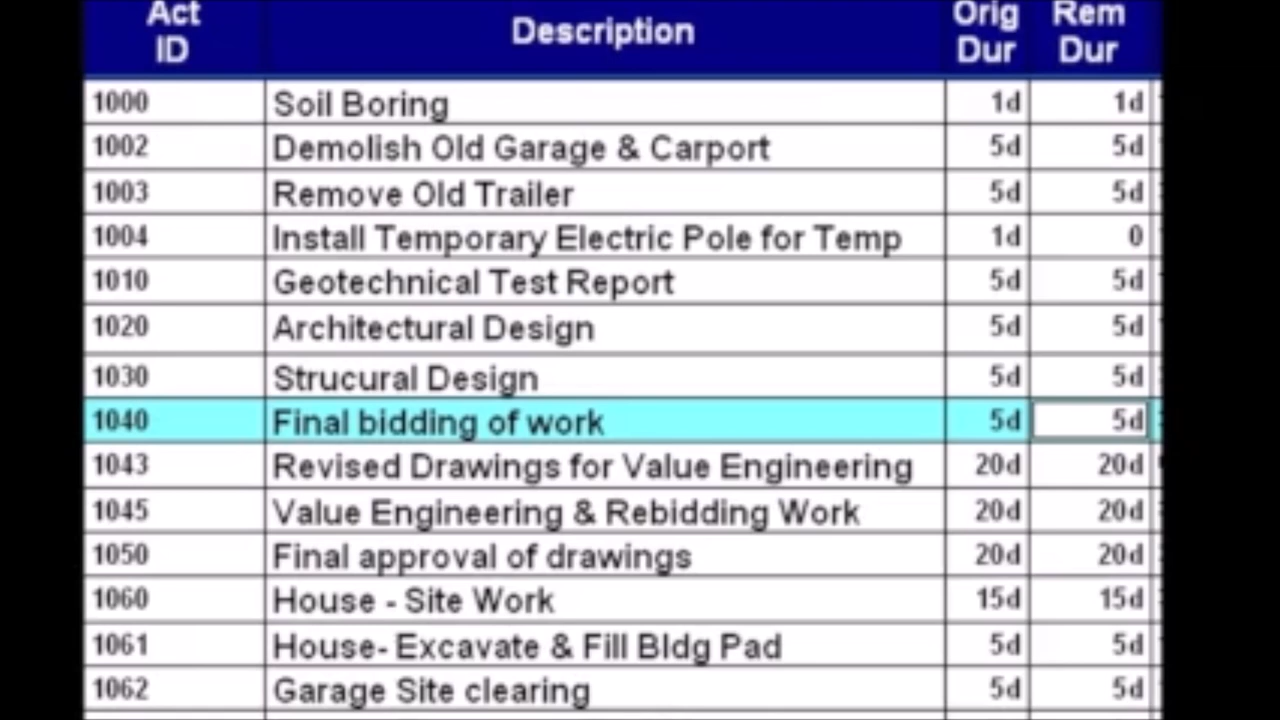 Act ID Description Orig Dur Rem Dur
1000 Soil Boring 1d 1d
1002 Demolish Old Garage & Carport 5d 5d
1003 Remove Old Trailer 5d 5d
1004 Install Temporary Electric Pole for Temp 1d 0
1010 Geotechnical Test Report 5d 5d
1020 Architectural Design 5d 5d
1030 Strucural Design 5d 5d
1040 Final bidding of work 5d 5d
1043 Revised Drawings for Value Engineering 20d 20d
1045 Value Engineering & Rebidding Work 20d 20d
1050 Final approval of drawings 20d 20d
1060 House - Site Work 15d 15d
1061 House- Excavate & Fill Bldg Pad 5d 5d
1062 Garage Site clearing 5d 5d